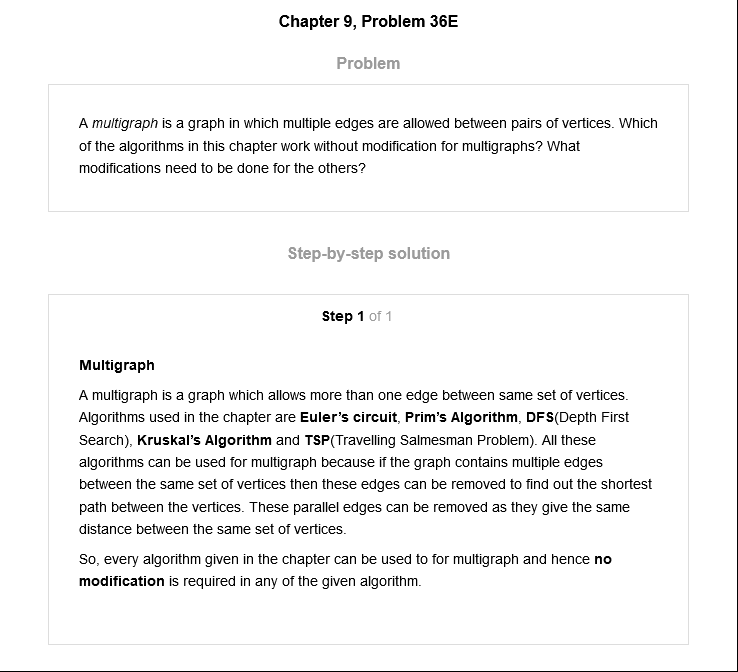 Chapter 9, Problem 36E
Problem
A multigraph is a graph in which multiple edges are allowed between pairs of vertices. Which
of the algorithms in this chapter work without modification for multigraphs? What
modifications need to be done for the others?
Step-by-step solution
Step 1 of 1
Multigraph
A multigraph is a graph which allows more than one edge between same set of vertices.
Algorithms used in the chapter are Euler's circuit, Prim's Algorithm, DFS(Depth First
Search), Kruskal's Algorithm and TSP(Travelling Salmesman Problem). All these
algorithms can be used for multigraph because if the graph contains multiple edges
between the same set of vertices then these edges can be removed to find out the shortest
path between the vertices. These parallel edges can be removed as they give the same
distance between the same set of vertices.
So, every algorithm given in the chapter can be used to for multigraph and hence no
modification is required in any of the given algorithm.